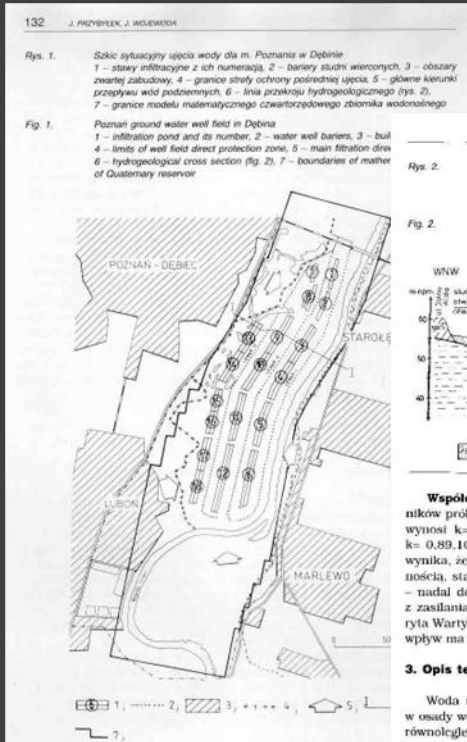 132 J. PRZYBYŁEK, J. WOJEWODA
Rys. 1. Szkic sytuacyjny ujęcia wody dla m. Poznania w Dębinie
1 – stawy infiltracyjne z ich numeracją, 2 – bariery studni wierconych, 3 – obszary
zwartej zabudowy, 4 – granice strefy ochrony pośredniej ujęcia, 5 – główne kierunki
przepływu wód podziemnych, 6 – linia przekroju hydrogeologicznego (rys. 2),
7 – granice modelu matematycznego czwartorzędowego zbiornika wodonośnego
Fig. 1. Poznań ground water well field in Dębina
1 – infiltration pond and its number, 2 – water well bariers, 3 – buil
4 – limits of well field direct protection zone, 5 – main filtration direc
6 – hydrogeological cross section (fig. 2), 7 – boundaries of mather
of Quaternary reservoir
POZNAŃ - DĘBIEC
STAROŁĘ
LUBOŃ
MARLEWO
0 50
1, 2, 3, 4, 5,
7,
Rys. 2.
Fig. 2.
WNW
m npm.
50
50
40
Współc
ników prób
wynosi k=
k= 0,89.10
wynika, że
nością, sta
– nadal do
z zasilania
ryta Warty
wpływ ma
3. Opis te
Woda s
w osady wo
równolegle